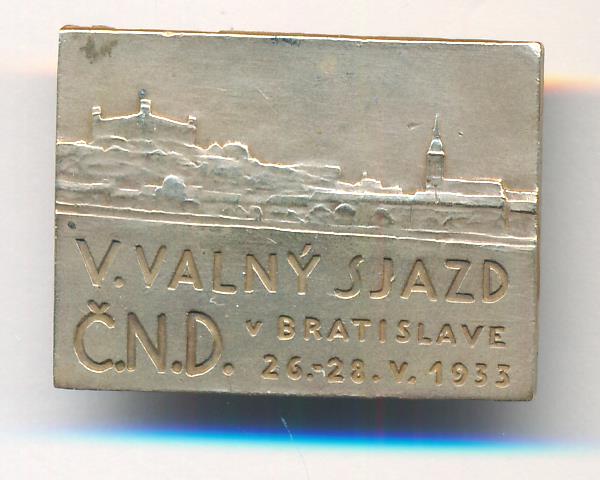 V. VALNÝ SJAZD
Č.N.D. v BRATISLAVE
26.-28. V. 1933